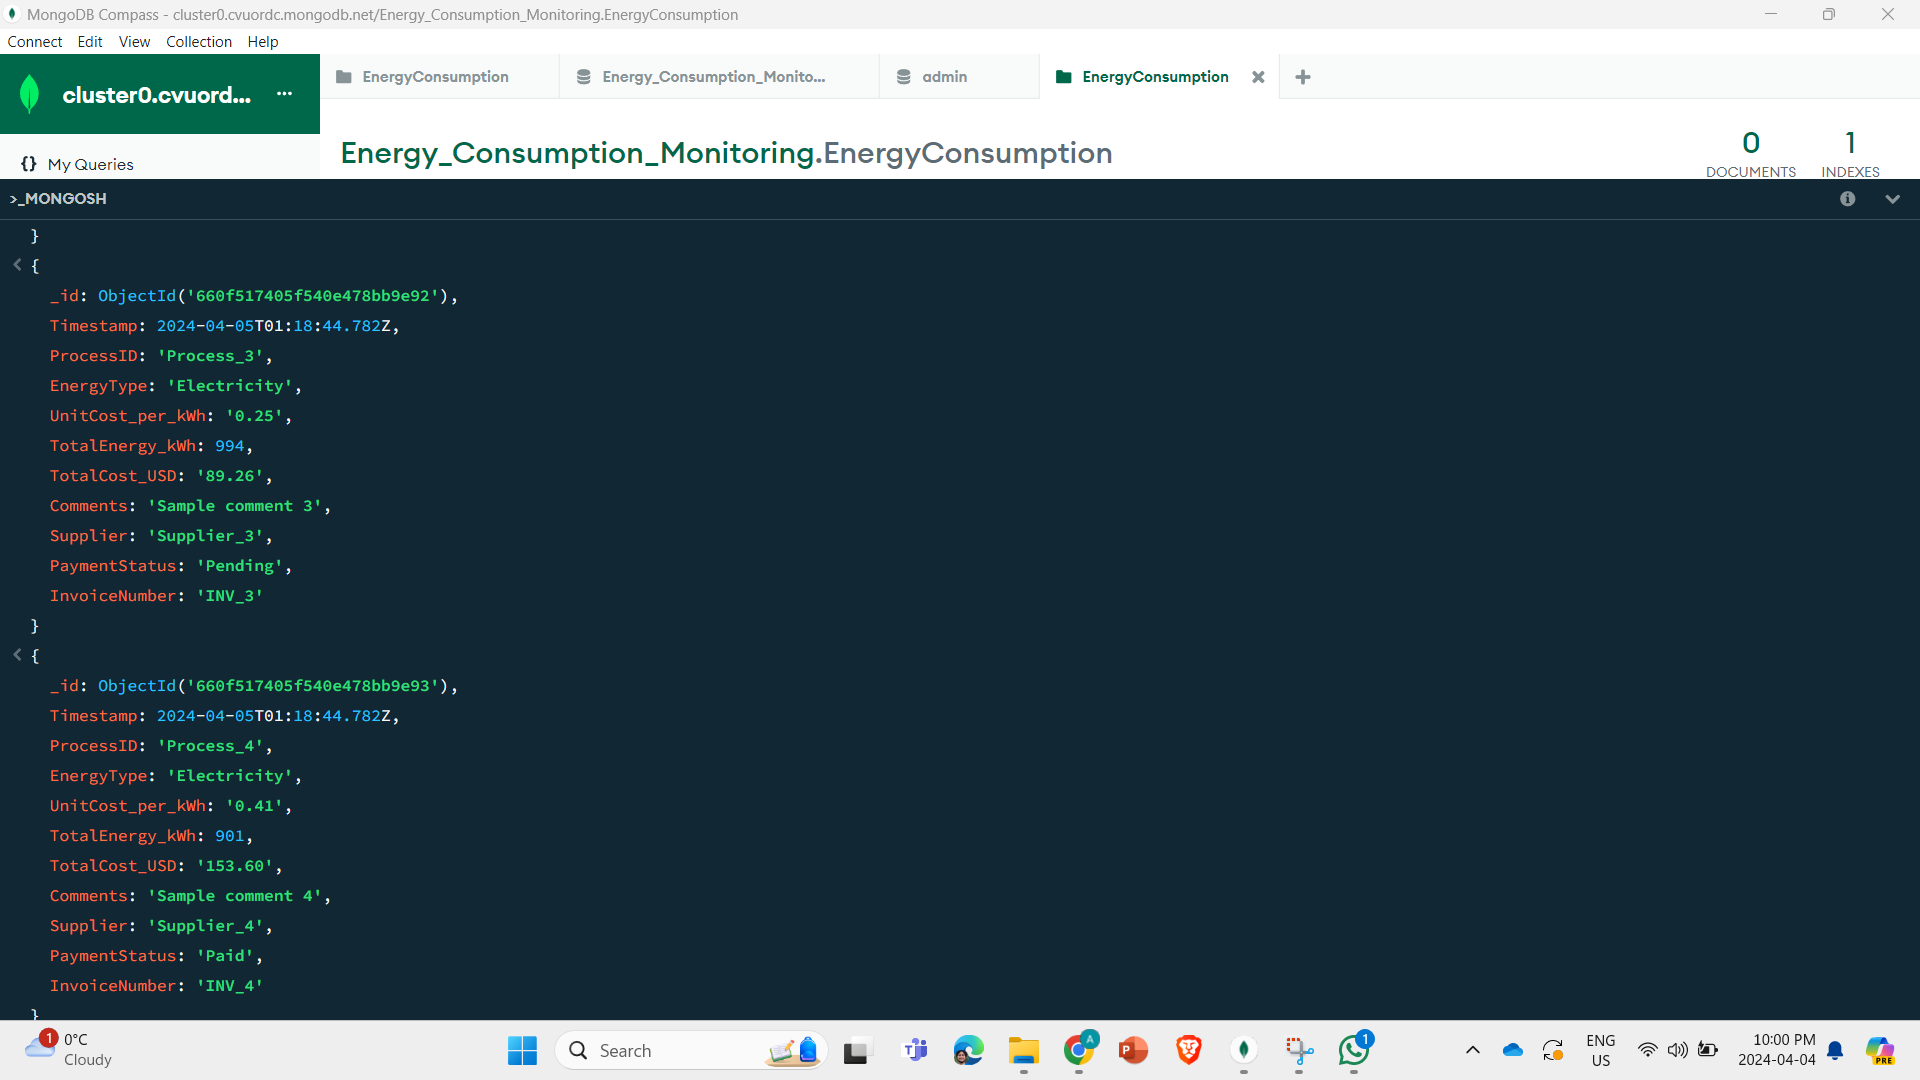 MongoDB Compass - cluster0.cvuordc.mongodb.net/Energy_Consumption_Monitoring.EnergyConsumption
Connect Edit View Collection Help
cluster0.cvuord... ...
EnergyConsumption Energy_Consumption_Monito... admin EnergyConsumption
My Queries
Energy_Consumption_Monitoring.EnergyConsumption
0 1
DOCUMENTS INDEXES
>_MONGOSH
}
{
_id: ObjectId('660f517405f540e478bb9e92'),
Timestamp: 2024-04-05T01:18:44.782Z,
ProcessID: 'Process_3',
EnergyType: 'Electricity',
UnitCost_per_kWh: '0.25',
TotalEnergy_kWh: 994,
TotalCost_USD: '89.26',
Comments: 'Sample comment 3',
Supplier: 'Supplier_3',
PaymentStatus: 'Pending',
InvoiceNumber: 'INV_3'
}
{
_id: ObjectId('660f517405f540e478bb9e93'),
Timestamp: 2024-04-05T01:18:44.782Z,
ProcessID: 'Process_4',
EnergyType: 'Electricity',
UnitCost_per_kWh: '0.41',
TotalEnergy_kWh: 901,
TotalCost_USD: '153.60',
Comments: 'Sample comment 4',
Supplier: 'Supplier_4',
PaymentStatus: 'Paid',
InvoiceNumber: 'INV_4'
}
1 0°C
Cloudy
Search
A
1
ENG
US
10:00 PM
2024-04-04
PRE